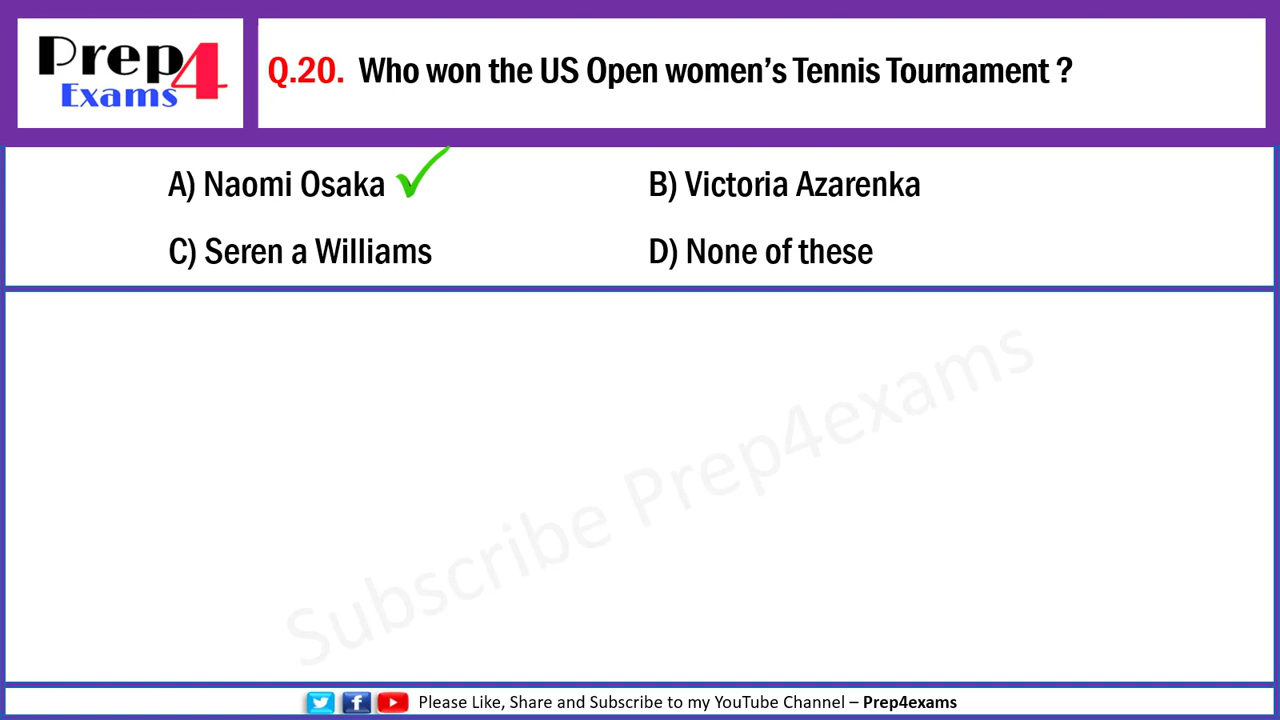 Prep4
Exams
Q.20. Who won the US Open women’s Tennis Tournament ?
A) Naomi Osaka
B) Victoria Azarenka
C) Seren a Williams
D) None of these
Subscribe Prep4exams
Please Like, Share and Subscribe to my YouTube Channel – Prep4exams